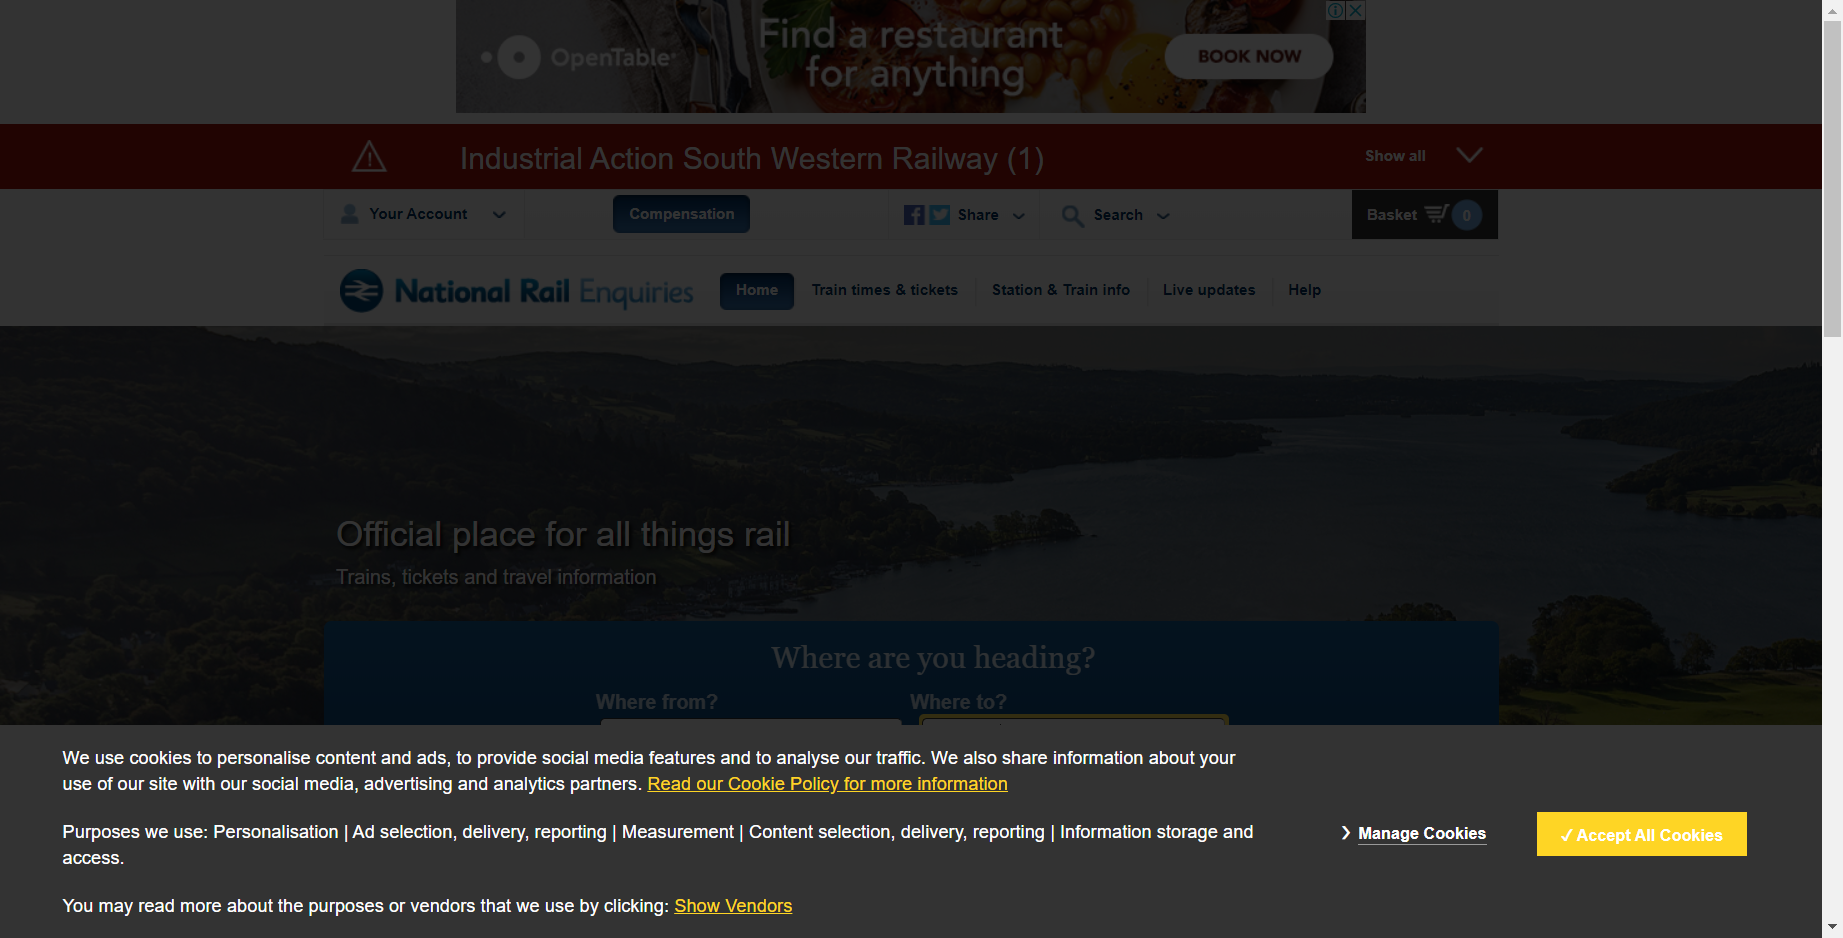 Find a restaurant
for anything
OpenTable
BOOK NOW
Industrial Action South Western Railway (1)
Show all
Your Account
Compensation
Share
Search
Basket
0
National Rail Enquiries
Home
Train times & tickets
Station & Train info
Live updates
Help
Official place for all things rail
Trains, tickets and travel information
Where are you heading?
Where from?
Where to?
We use cookies to personalise content and ads, to provide social media features and to analyse our traffic. We also share information about your
use of our site with our social media, advertising and analytics partners. Read our Cookie Policy for more information
Purposes we use: Personalisation | Ad selection, delivery, reporting | Measurement | Content selection, delivery, reporting | Information storage and
access.
You may read more about the purposes or vendors that we use by clicking: Show Vendors
Manage Cookies
✓ Accept All Cookies